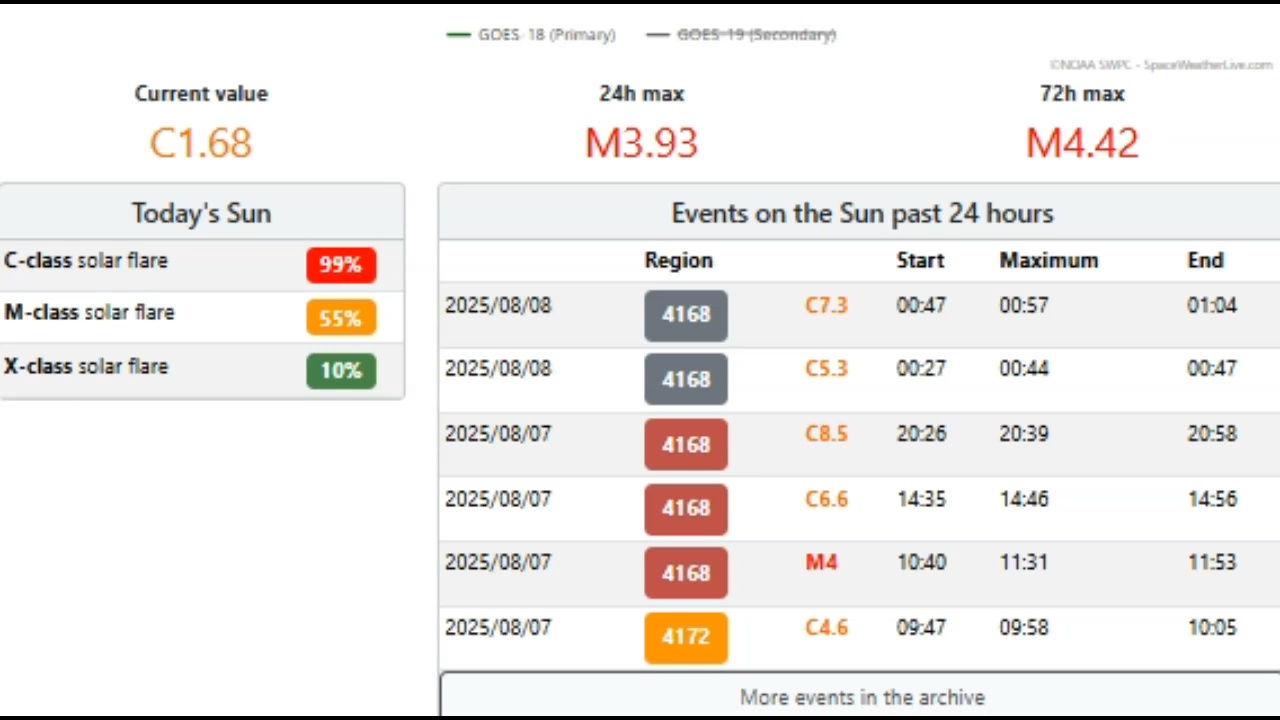 GOES-18 (Primary) GOES-19 (Secondary)
©NOAA SWPC - SpaceWeatherLive.com
Current value 24h max 72h max
C1.68 M3.93 M4.42
Today's Sun
C-class solar flare 99%
M-class solar flare 55%
X-class solar flare 10%
Events on the Sun past 24 hours
Region Start Maximum End
2025/08/08 4168 C7.3 00:47 00:57 01:04
2025/08/08 4168 C5.3 00:27 00:44 00:47
2025/08/07 4168 C8.5 20:26 20:39 20:58
2025/08/07 4168 C6.6 14:35 14:46 14:56
2025/08/07 4168 M4 10:40 11:31 11:53
2025/08/07 4172 C4.6 09:47 09:58 10:05
More events in the archive